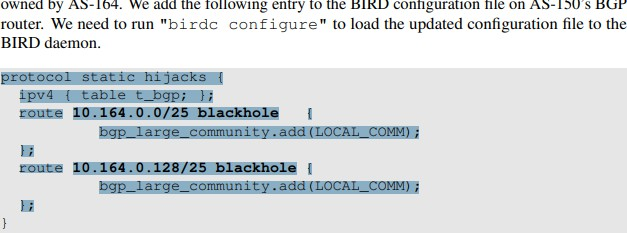 owned by AS-164. We add the following entry to the BIRD configuration file on AS-150's BGP
router. We need to run "birdc configure" to load the updated configuration file to the
BIRD daemon.
protocol static hijacks {
  ipv4 { table t_bgp; };
  route 10.164.0.0/25 blackhole   {
          bgp_large_community.add(LOCAL_COMM);
  };
  route 10.164.0.128/25 blackhole {
          bgp_large_community.add(LOCAL_COMM);
  };
}